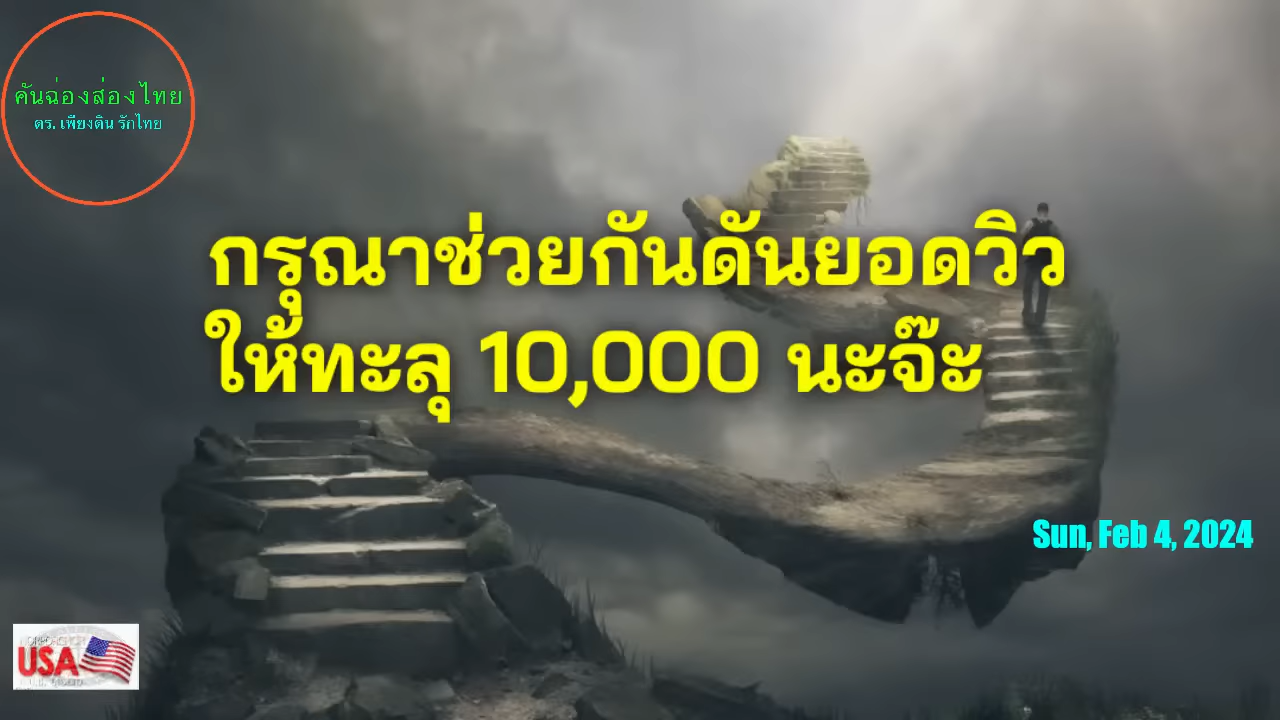 คันฉ่องส่องไทย
ดร. เพียงดิน รักไทย
กรุณาช่วยกันดันยอดวิว
ให้ทะลุ 10,000 นะจ๊ะ
Sun, Feb 4, 2024
USA